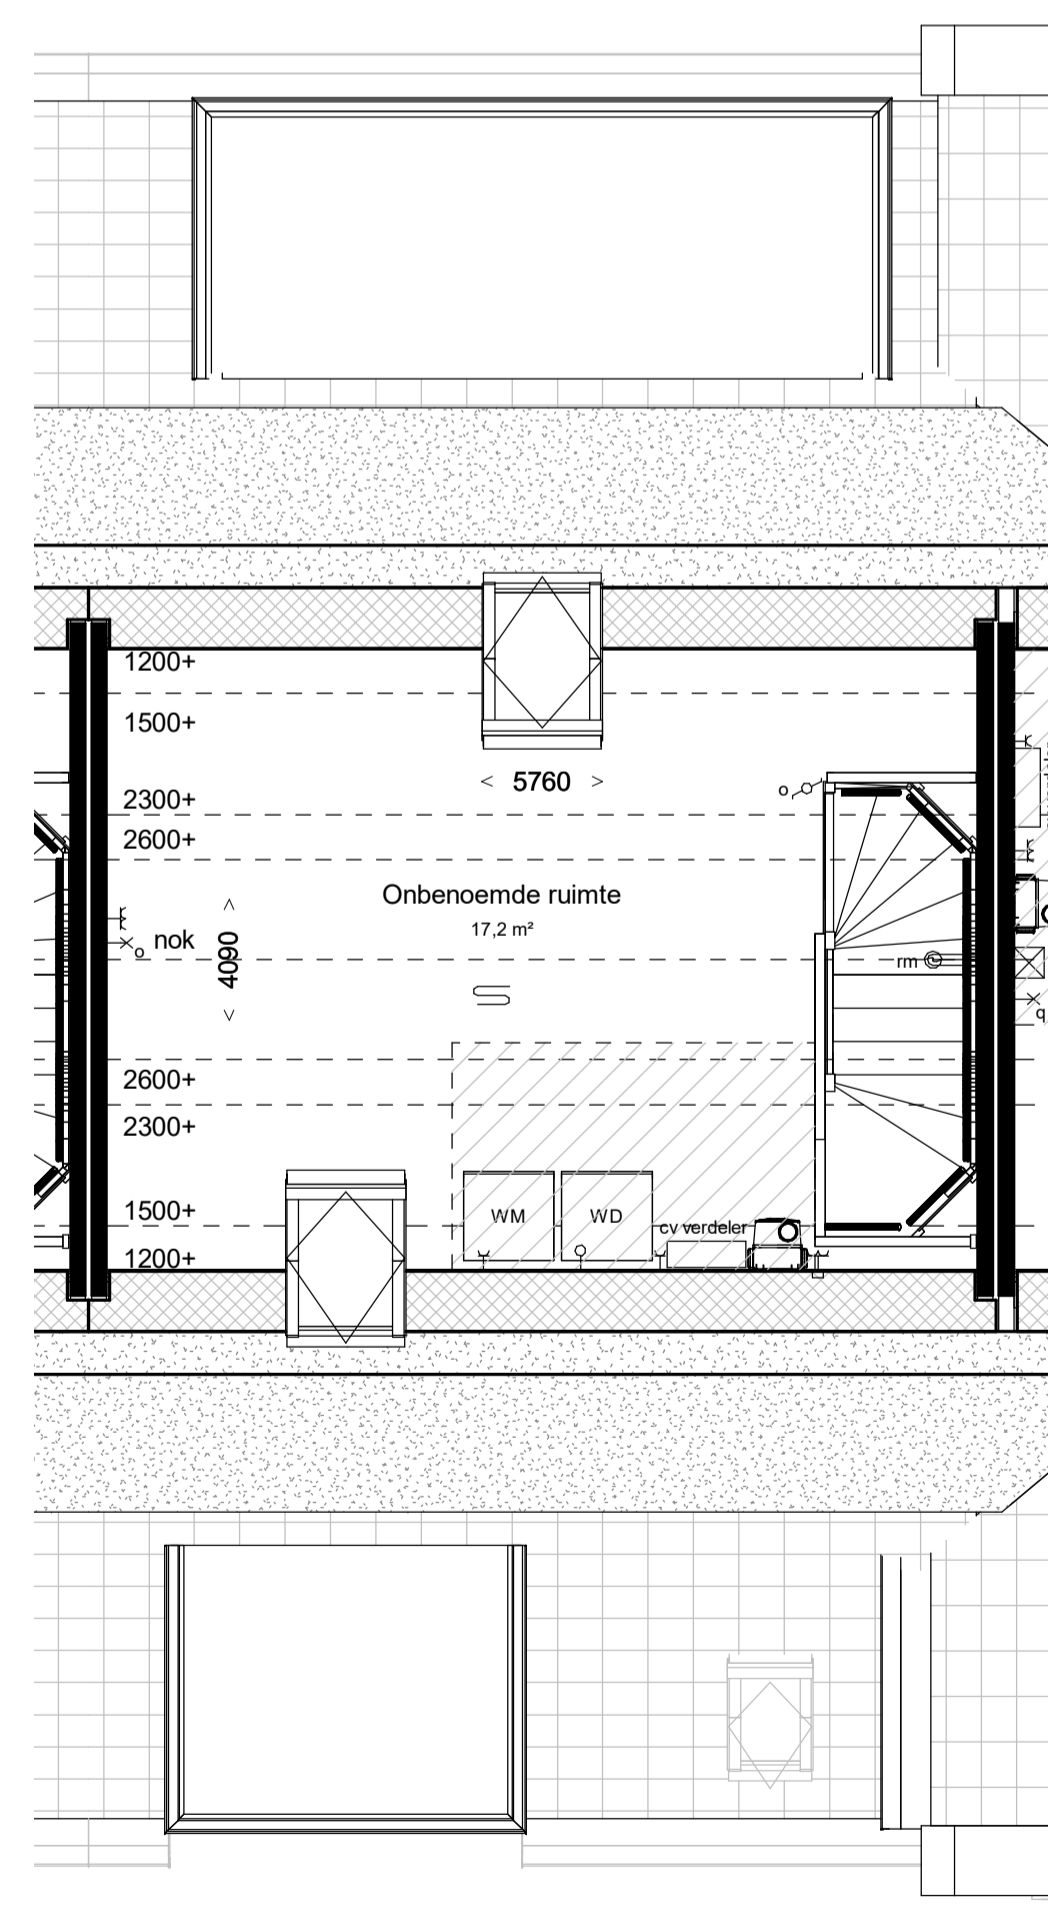 1200+
1500+
< 5760 >
o
2300+
2600+
Onbenoemde ruimte
17,2 m²
nok
o
< 4090 >
rm
q
2600+
2300+
1500+
WM
WD
cv verdeler
1200+